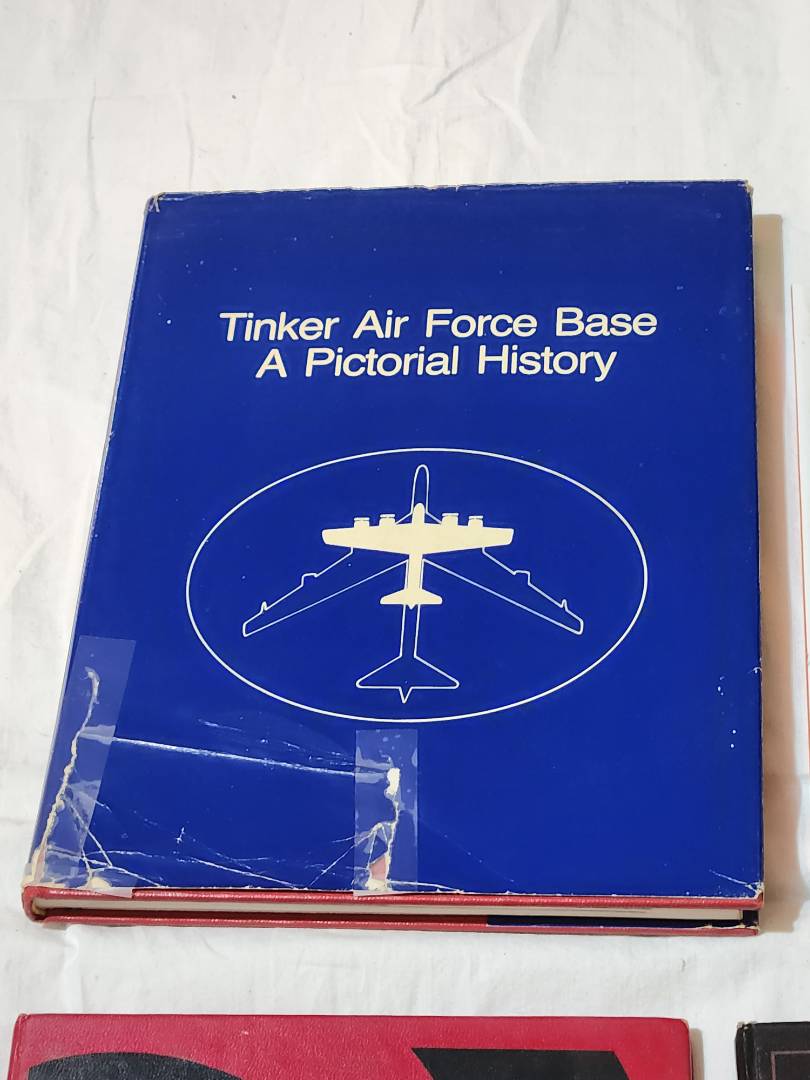 Tinker Air Force Base
A Pictorial History